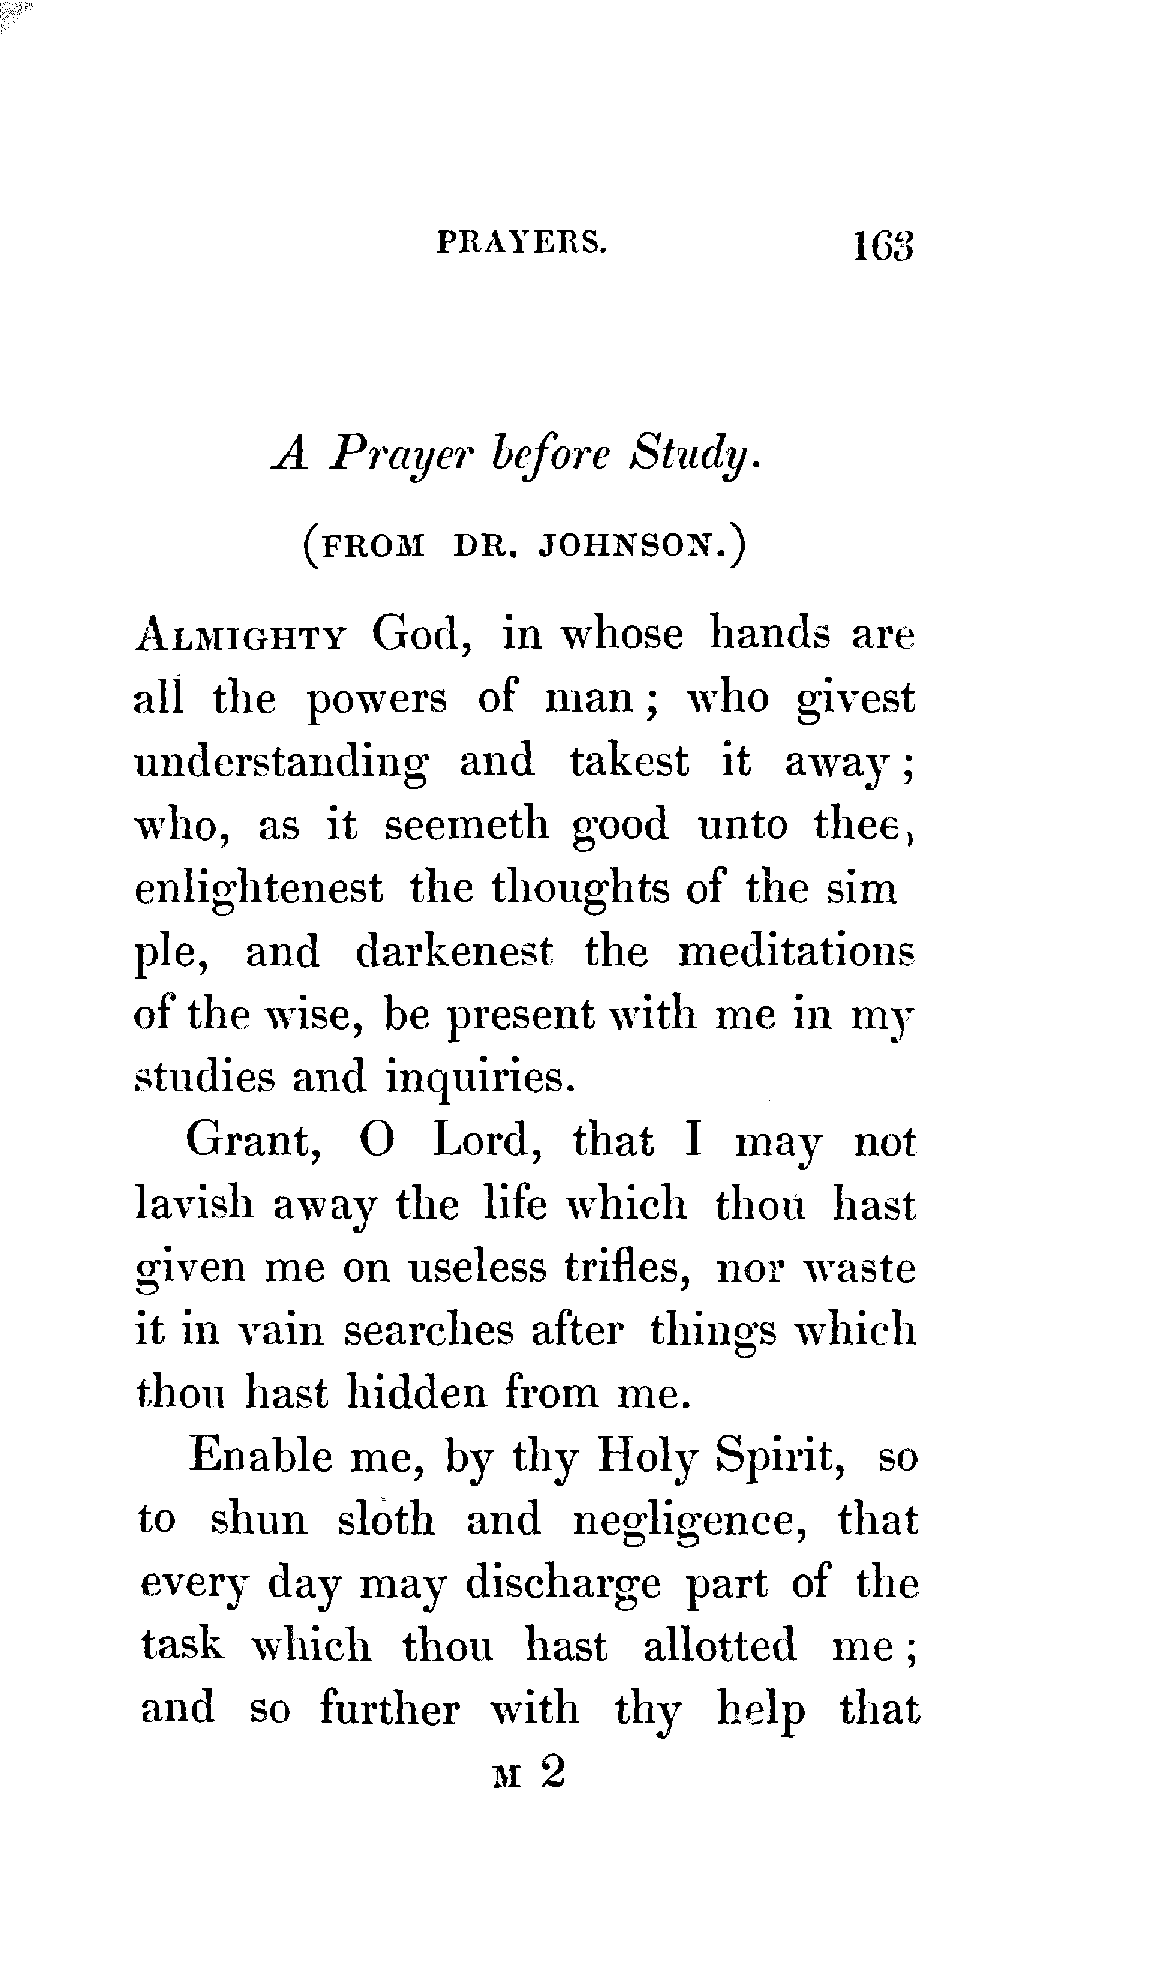 PRAYERS. 163
A Prayer before Study.
(FROM DR. JOHNSON.)
ALMIGHTY God, in whose hands are
all the powers of man ; who givest
understanding and takest it away ;
who, as it seemeth good unto thee,
enlightenest the thoughts of the sim
ple, and darkenest the meditations
of the wise, be present with me in my
studies and inquiries.
Grant, O Lord, that I may not
lavish away the life which thou hast
given me on useless trifles, nor waste
it in vain searches after things which
thou hast hidden from me.
Enable me, by thy Holy Spirit, so
to shun sloth and negligence, that
every day may discharge part of the
task which thou hast allotted me ;
and so further with thy help that
M 2